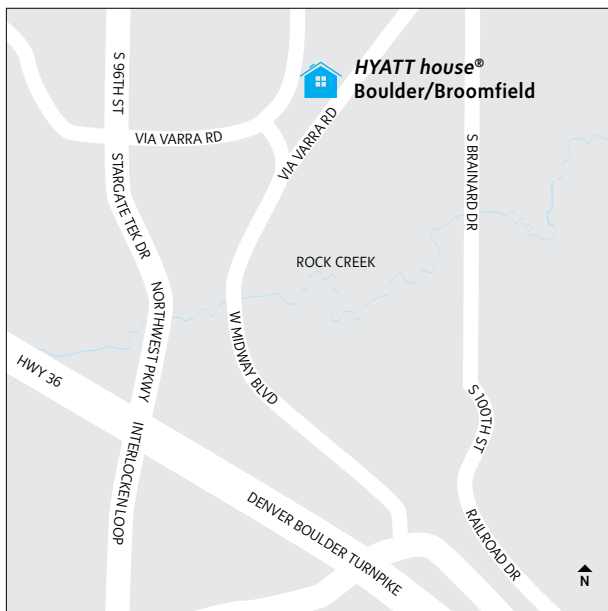 HYATT house®
Boulder/Broomfield
S 96TH ST
VIA VARRA RD
VIA VARRA RD
S BRAINARD DR
STARGATE TEK DR
ROCK CREEK
NORTHWEST PKWY
W MIDWAY BLVD
HWY 36
S 100TH ST
INTERLOCKEN LOOP
DENVER BOULDER TURNPIKE
RAILROAD DR
N